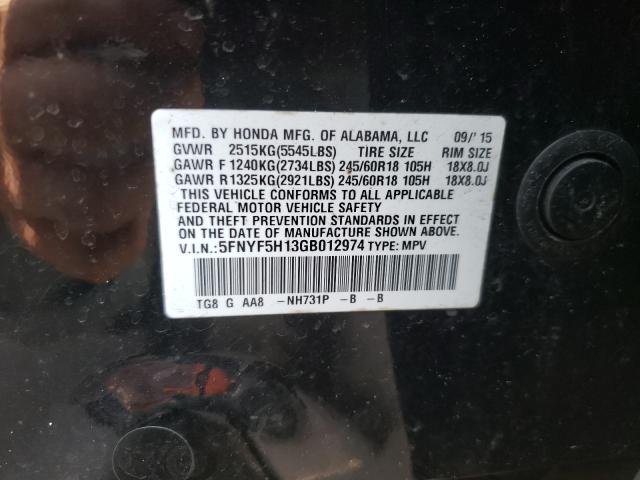 MFD. BY HONDA MFG. OF ALABAMA, LLC 09/'15
GVWR 2515KG(5545LBS) TIRE SIZE RIM SIZE
GAWR F 1240KG(2734LBS) 245/60R18 105H 18X8.0J
GAWR R 1325KG(2921LBS) 245/60R18 105H 18X8.0J
THIS VEHICLE CONFORMS TO ALL APPLICABLE
FEDERAL MOTOR VEHICLE SAFETY
AND THEFT PREVENTION STANDARDS IN EFFECT
ON THE DATE OF MANUFACTURE SHOWN ABOVE.
V.I.N.:5FNYF5H13GB012974 TYPE: MPV
TG8 G AA8 -NH731P -B -B